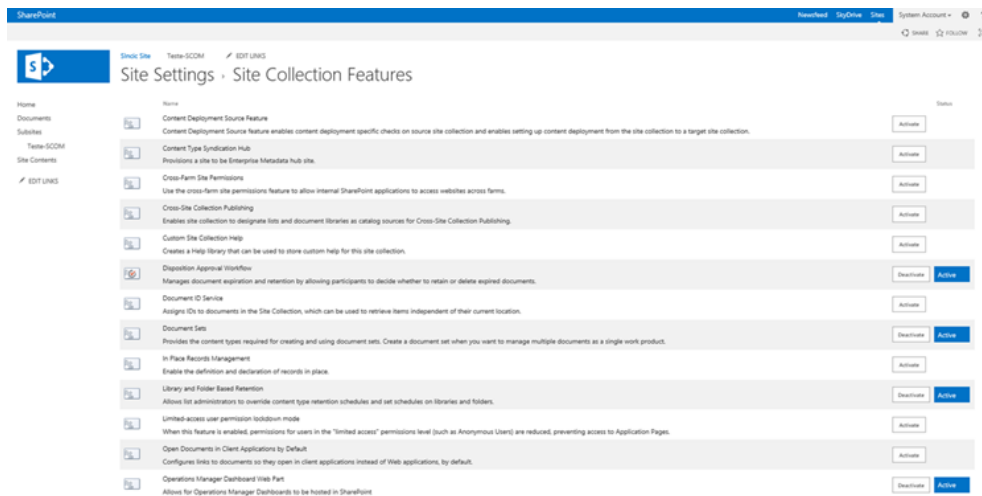 SharePoint
Newsfeed SkyDrive Sites System Account
SHARE FOLLOW
Sincic Site Teste-SCOM EDIT LINKS
Site Settings › Site Collection Features
Home
Documents
Subsites
Teste-SCOM
Site Contents
EDIT LINKS
Name Status
Content Deployment Source Feature
Content Deployment Source feature enables content deployment specific checks on source site collection and enables setting up content deployment from the site collection to a target site collection.
Activate
Content Type Syndication Hub
Provisions a site to be Enterprise Metadata hub site.
Activate
Cross-Farm Site Permissions
Use the cross-farm site permissions feature to allow internal SharePoint applications to access websites across farms.
Activate
Cross-Site Collection Publishing
Enables site collection to designate lists and document libraries as catalog sources for Cross-Site Collection Publishing.
Activate
Custom Site Collection Help
Creates a Help library that can be used to store custom help for this site collection.
Activate
Disposition Approval Workflow
Manages document expiration and retention by allowing participants to decide whether to retain or delete expired documents.
Deactivate Active
Document ID Service
Assigns IDs to documents in the Site Collection, which can be used to retrieve items independent of their current location.
Activate
Document Sets
Provides the content types required for creating and using document sets. Create a document set when you want to manage multiple documents as a single work product.
Deactivate Active
In Place Records Management
Enable the definition and declaration of records in place.
Activate
Library and Folder Based Retention
Allows list administrators to override content type retention schedules and set schedules on libraries and folders.
Deactivate Active
Limited-access user permission lockdown mode
When this feature is enabled, permissions for users in the "limited access" permissions level (such as Anonymous Users) are reduced, preventing access to Application Pages.
Activate
Open Documents in Client Applications by Default
Configures links to documents so they open in client applications instead of Web applications, by default.
Activate
Operations Manager Dashboard Web Part
Allows for Operations Manager Dashboards to be hosted in SharePoint
Deactivate Active